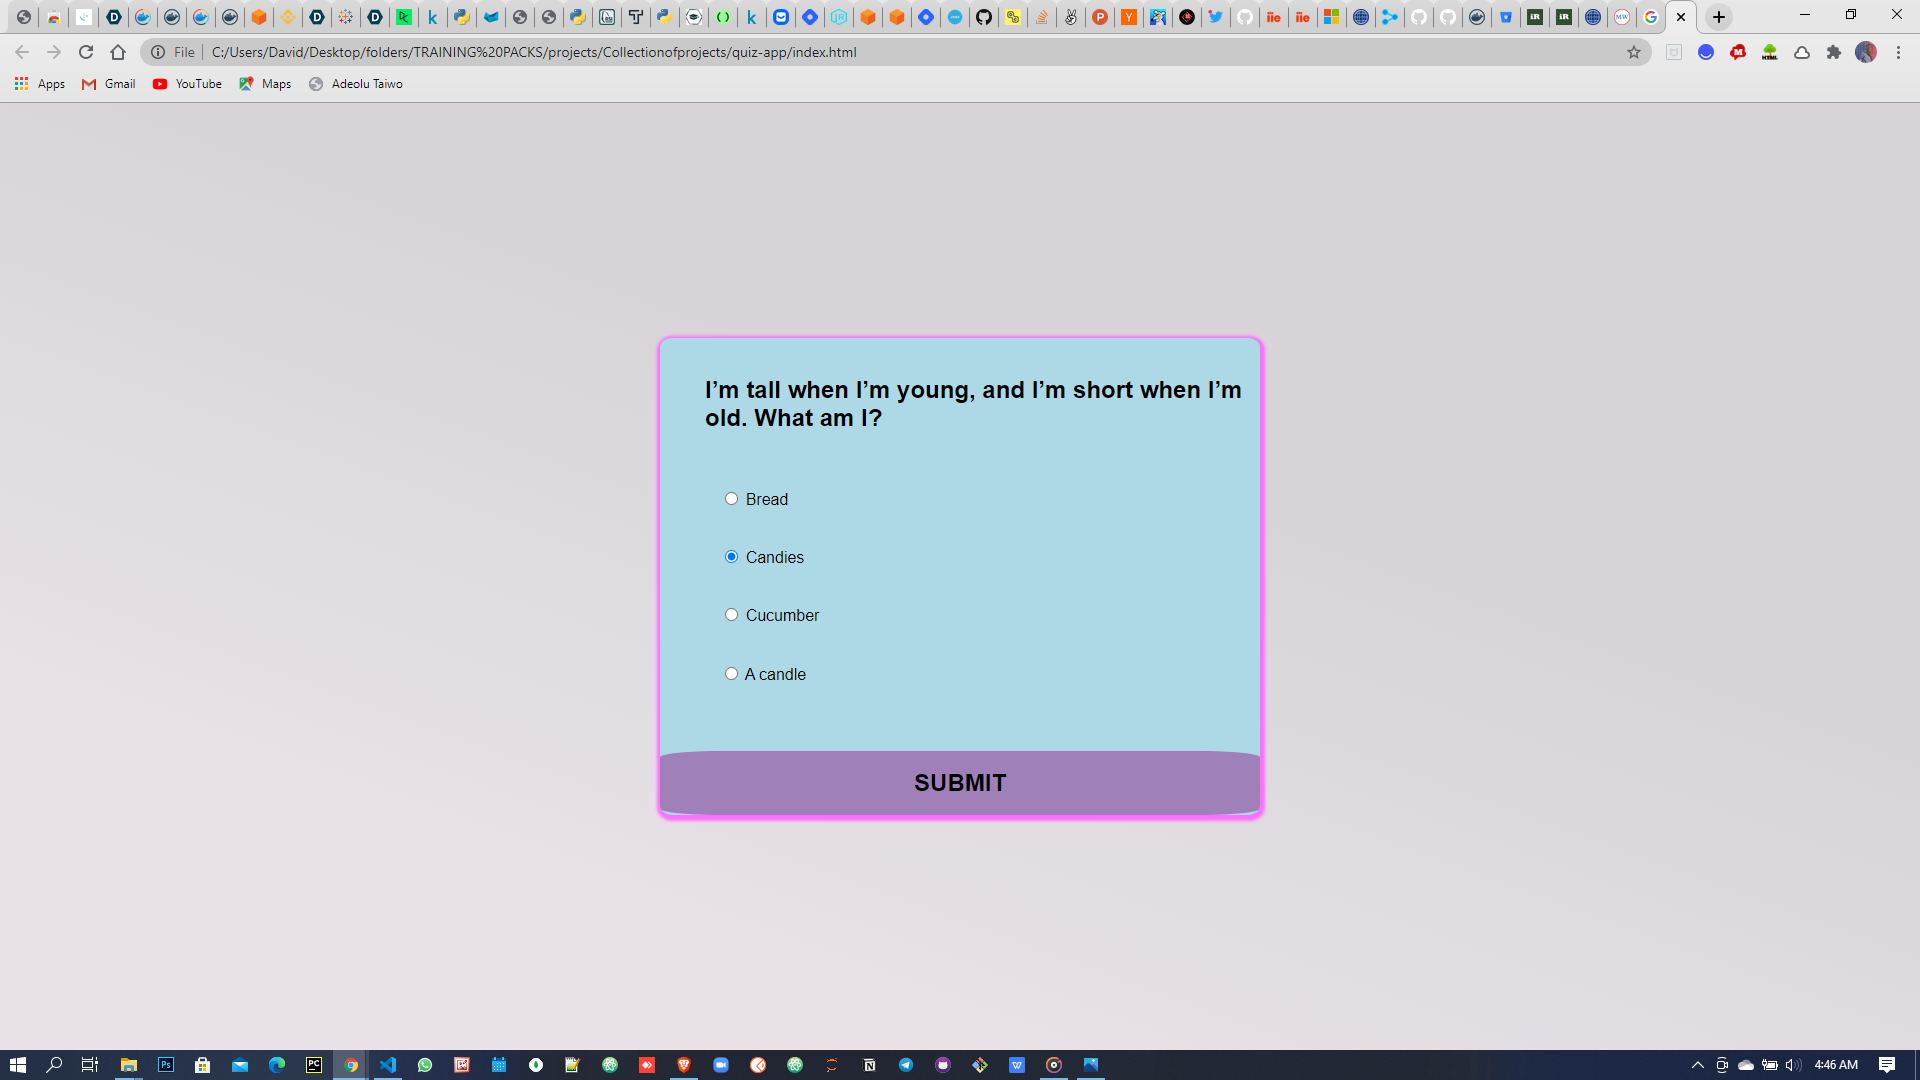 File C:/Users/David/Desktop/folders/TRAINING%20PACKS/projects/Collectionofprojects/quiz-app/index.html
Apps Gmail YouTube Maps Adeolu Taiwo
I’m tall when I’m young, and I’m short when I’m
old. What am I?
Bread
Candies
Cucumber
A candle
SUBMIT
4:46 AM